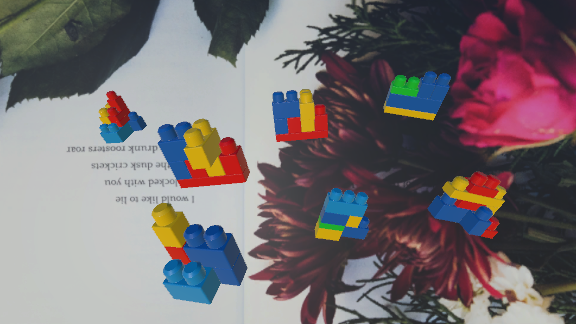 I would like to lie
locked with you
the dusk crickets
drunk roosters roar